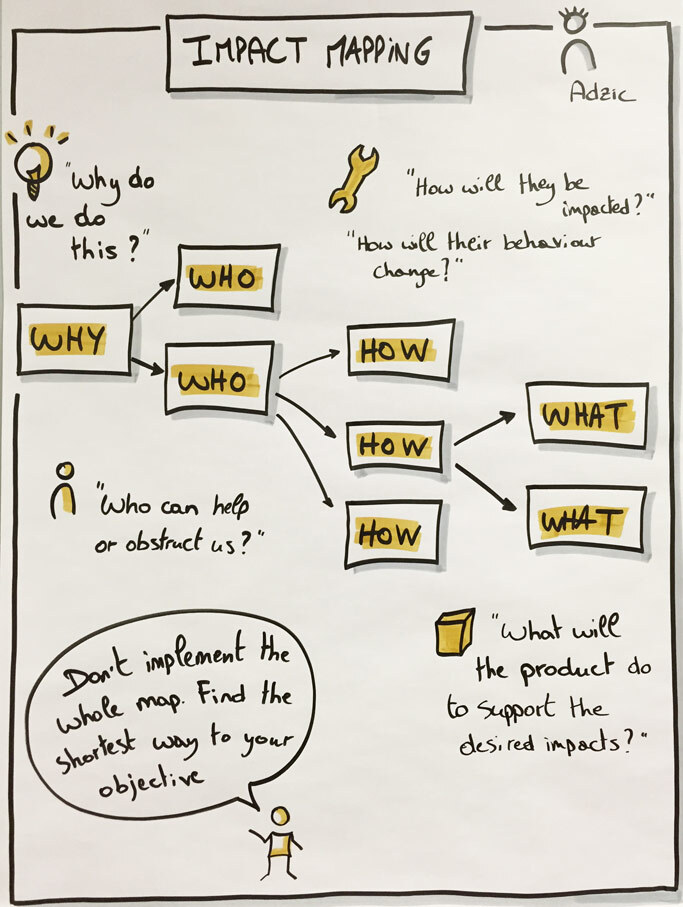 IMPACT MAPPING
Adzic
"Why do
we do
this?"
"How will they be
impacted?"
"How will their behaviour
change?"
WHO
WHY
WHO
HOW
HOW
HOW
WHAT
WHAT
"Who can help
or obstruct us?"
"What will
the product do
to support the
desired impacts?"
Don't implement the
whole map. Find the
shortest way to your
objective